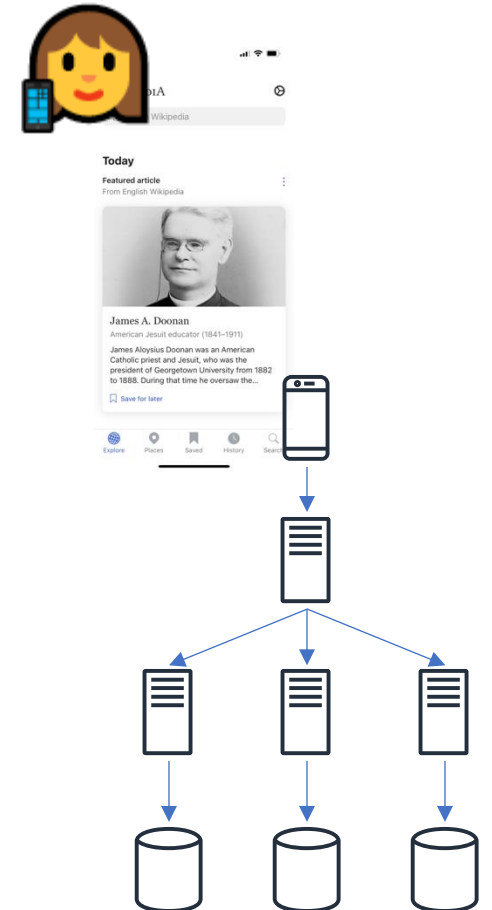 Wikipedia
Today
Featured article
From English Wikipedia
James A. Doonan
American Jesuit educator (1841–1911)
James Aloysius Doonan was an American
Catholic priest and Jesuit, who was the
president of Georgetown University from 1882
to 1888. During that time he oversaw the...
Save for later
Explore Places Saved History Search